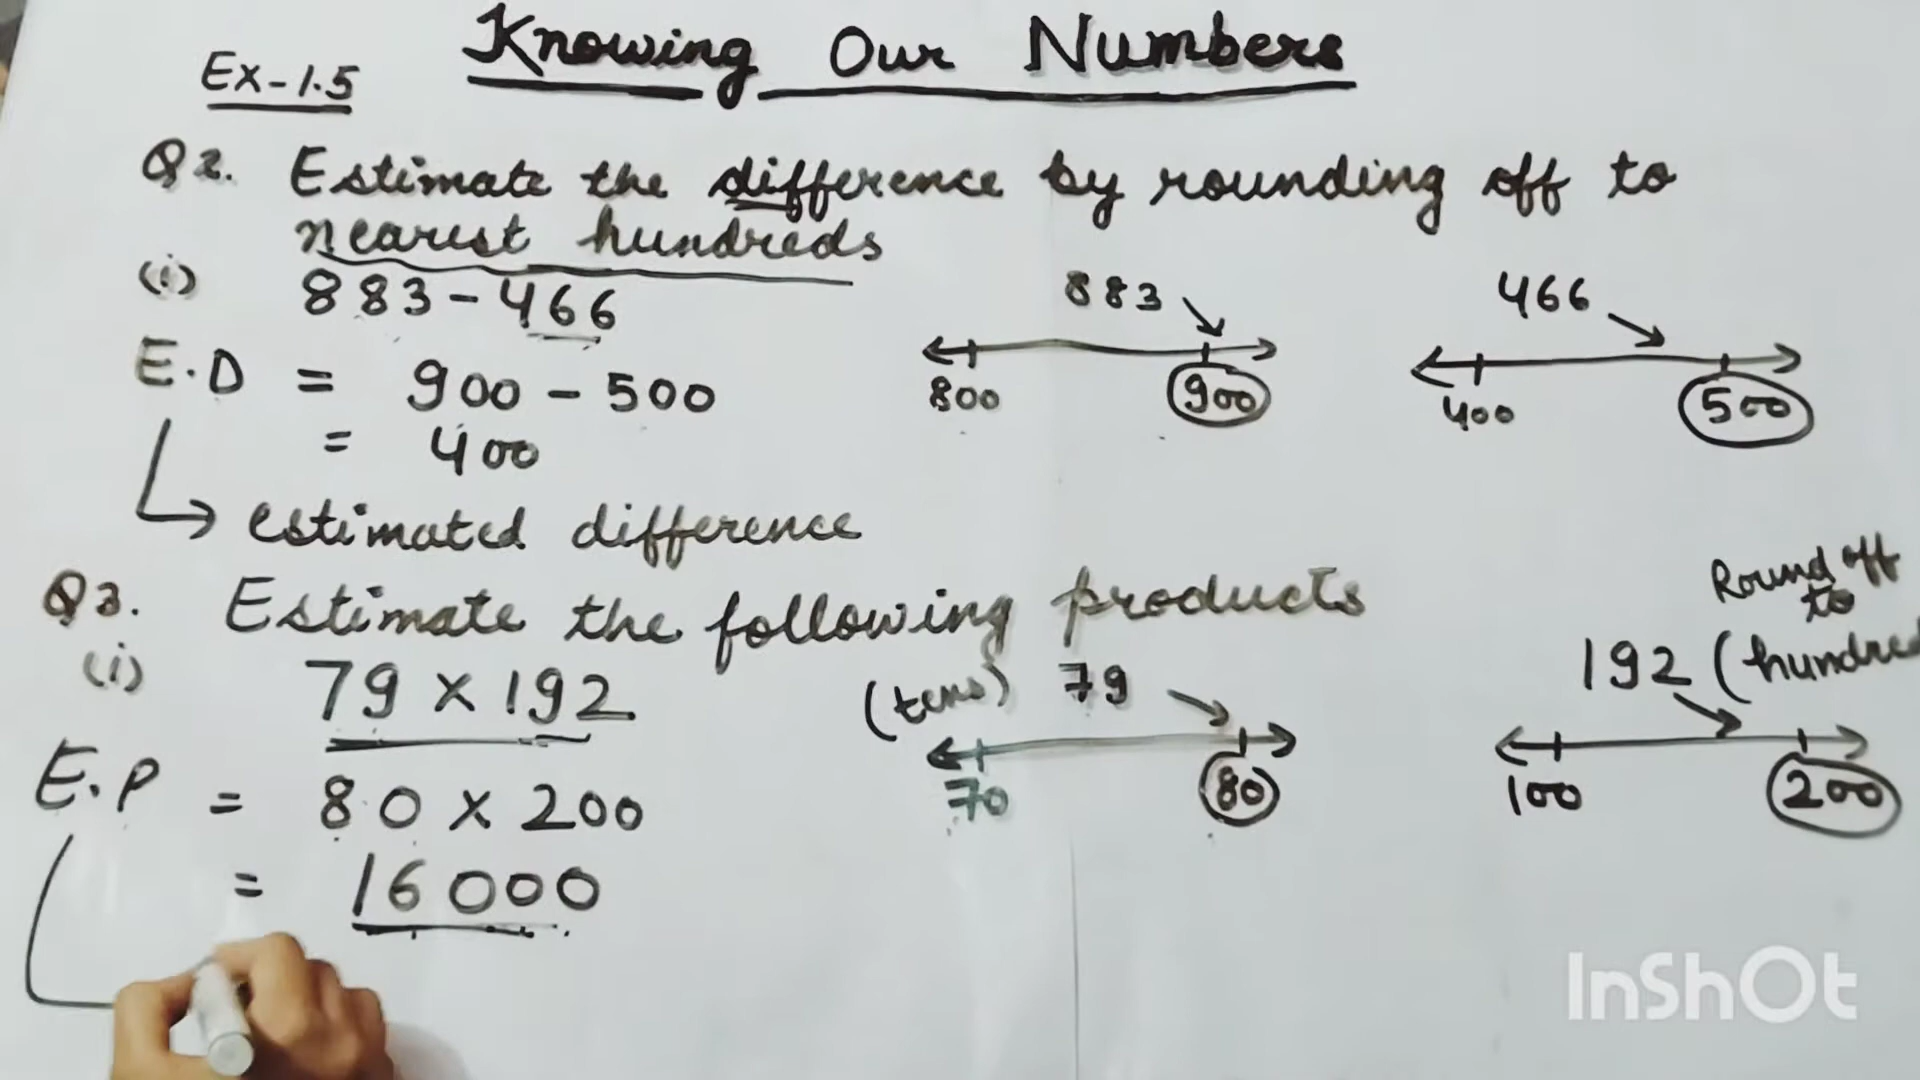 Knowing Our Numbers
Ex-1.5
Q2. Estimate the difference by rounding off to
nearest hundreds
(i) 883 - 466
E.D = 900 - 500
= 400
→ estimated difference
883
800 900
466
400 500
Q3. Estimate the following products
(i) 79 x 192
E.P = 80 x 200
= 16000
(tens) 79
70 80
Round off
to
192 (hundred
100 200
InShOt